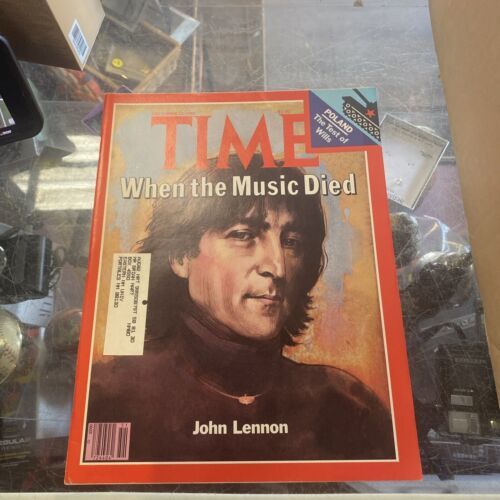 POLAND
The Test of
Wills
TIME
When the Music Died
John Lennon